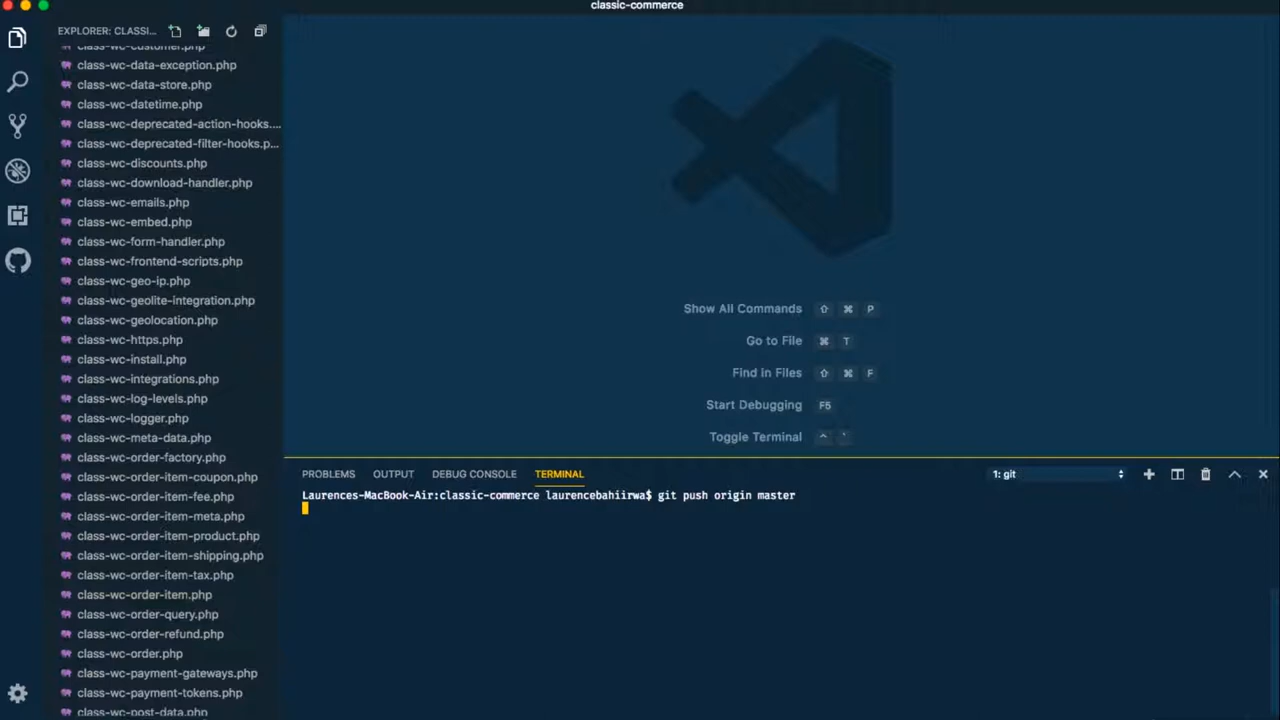 classic-commerce
EXPLORER: CLASSI...
class-wc-customer.php
class-wc-data-exception.php
class-wc-data-store.php
class-wc-datetime.php
class-wc-deprecated-action-hooks....
class-wc-deprecated-filter-hooks.p...
class-wc-discounts.php
class-wc-download-handler.php
class-wc-emails.php
class-wc-embed.php
class-wc-form-handler.php
class-wc-frontend-scripts.php
class-wc-geo-ip.php
class-wc-geolite-integration.php
class-wc-geolocation.php
class-wc-https.php
class-wc-install.php
class-wc-integrations.php
class-wc-log-levels.php
class-wc-logger.php
class-wc-meta-data.php
class-wc-order-factory.php
class-wc-order-item-coupon.php
class-wc-order-item-fee.php
class-wc-order-item-meta.php
class-wc-order-item-product.php
class-wc-order-item-shipping.php
class-wc-order-item-tax.php
class-wc-order-item.php
class-wc-order-query.php
class-wc-order-refund.php
class-wc-order.php
class-wc-payment-gateways.php
class-wc-payment-tokens.php
class-wc-post-data.php
Show All Commands ⇧ ⌘ P
Go to File ⌘ T
Find in Files ⇧ ⌘ F
Start Debugging F5
Toggle Terminal ^ `
PROBLEMS OUTPUT DEBUG CONSOLE TERMINAL 1: git
Laurences-MacBook-Air:classic-commerce laurencebahiirwa$ git push origin master